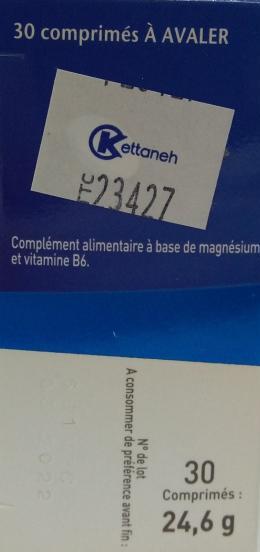 30 comprimés À AVALER
Kettaneh
TC
23427
Complément alimentaire à base de magnésium
et vitamine B6.
N° de lot
A consommer de préférence avant fin :
30
Comprimés :
24,6 g